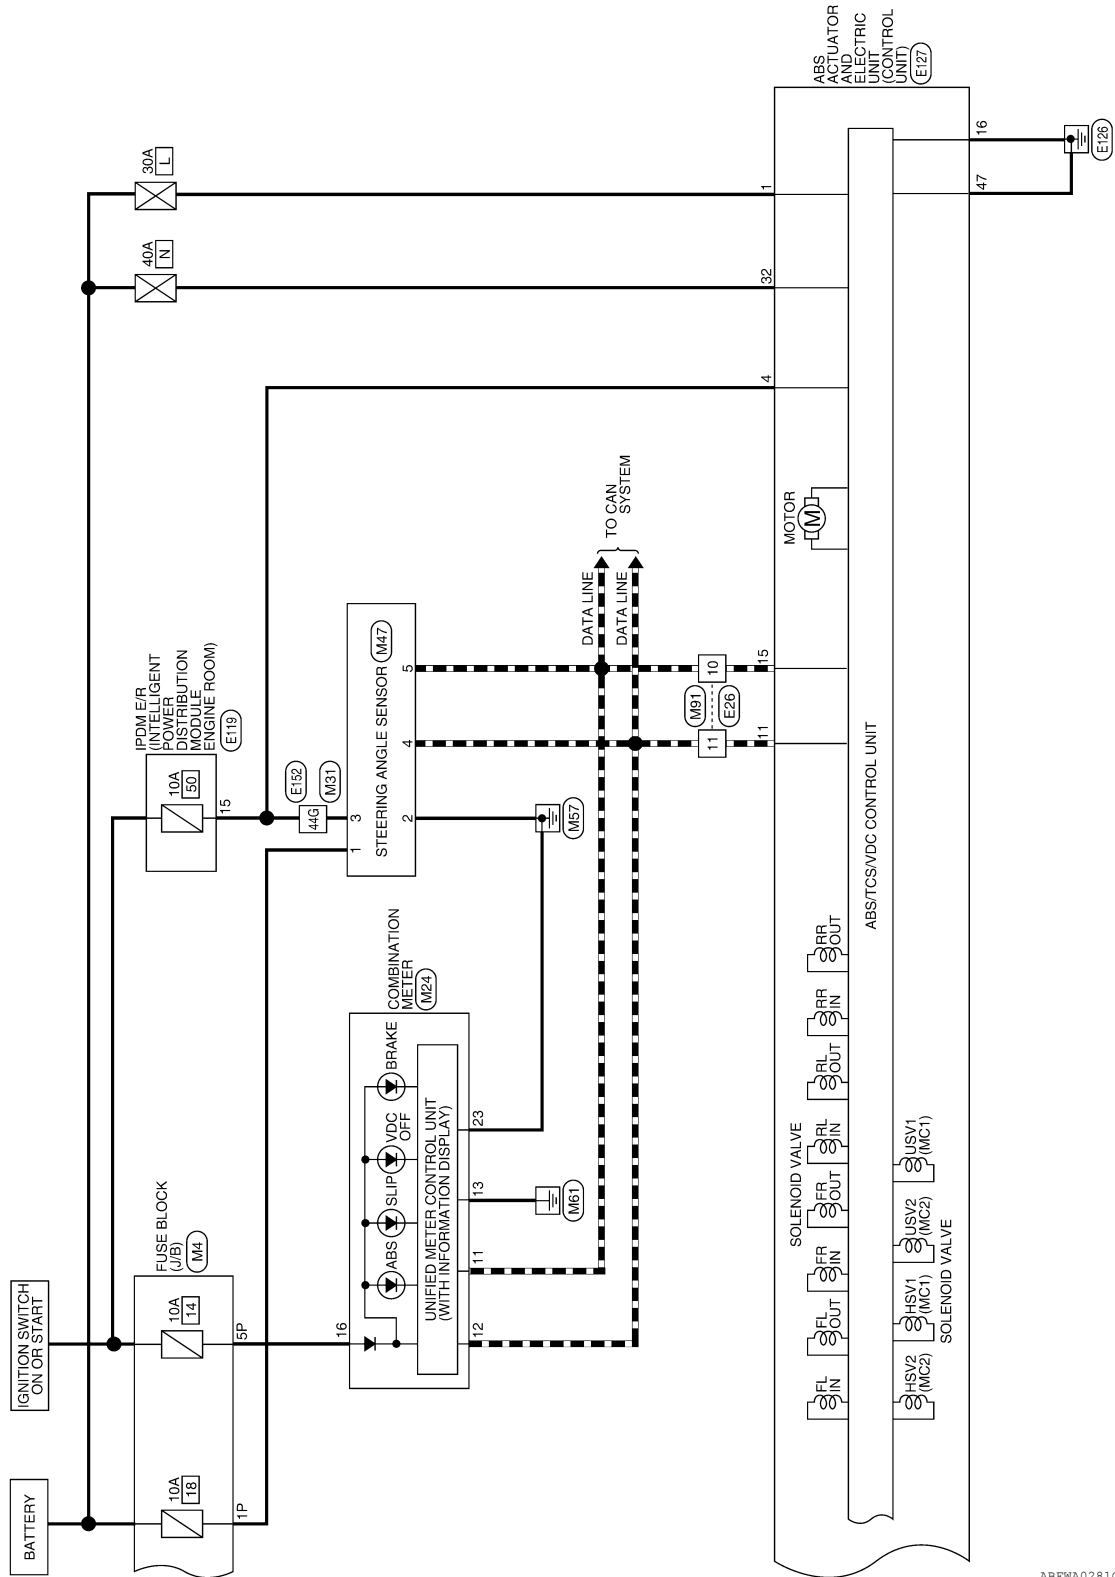 BATTERY
IGNITION SWITCH
ON OR START
FUSE BLOCK
(J/B)
M4
10A
18
1P
10A
14
5P
IPDM E/R
(INTELLIGENT
POWER
DISTRIBUTION
MODULE
ENGINE ROOM)
E119
10A
50
15
40A
N
30A
L
E152
M31
44G
COMBINATION
METER
M24
16
ABS
SLIP
VDC
OFF
BRAKE
UNIFIED METER CONTROL UNIT
(WITH INFORMATION DISPLAY)
12
11
13
23
M61
M57
1
3
STEERING ANGLE SENSOR
M47
2
4
5
DATA LINE
DATA LINE
TO CAN
SYSTEM
M91
E26
11
10
11
15
4
32
1
ABS
ACTUATOR
AND
ELECTRIC
UNIT
(CONTROL
UNIT)
E127
SOLENOID VALVE
FL
IN
FL
OUT
FR
IN
FR
OUT
RL
IN
RL
OUT
RR
IN
RR
OUT
MOTOR
M
ABS/TCS/VDC CONTROL UNIT
HSV2
(MC2)
HSV1
(MC1)
USV2
(MC2)
USV1
(MC1)
SOLENOID VALVE
47
16
E126